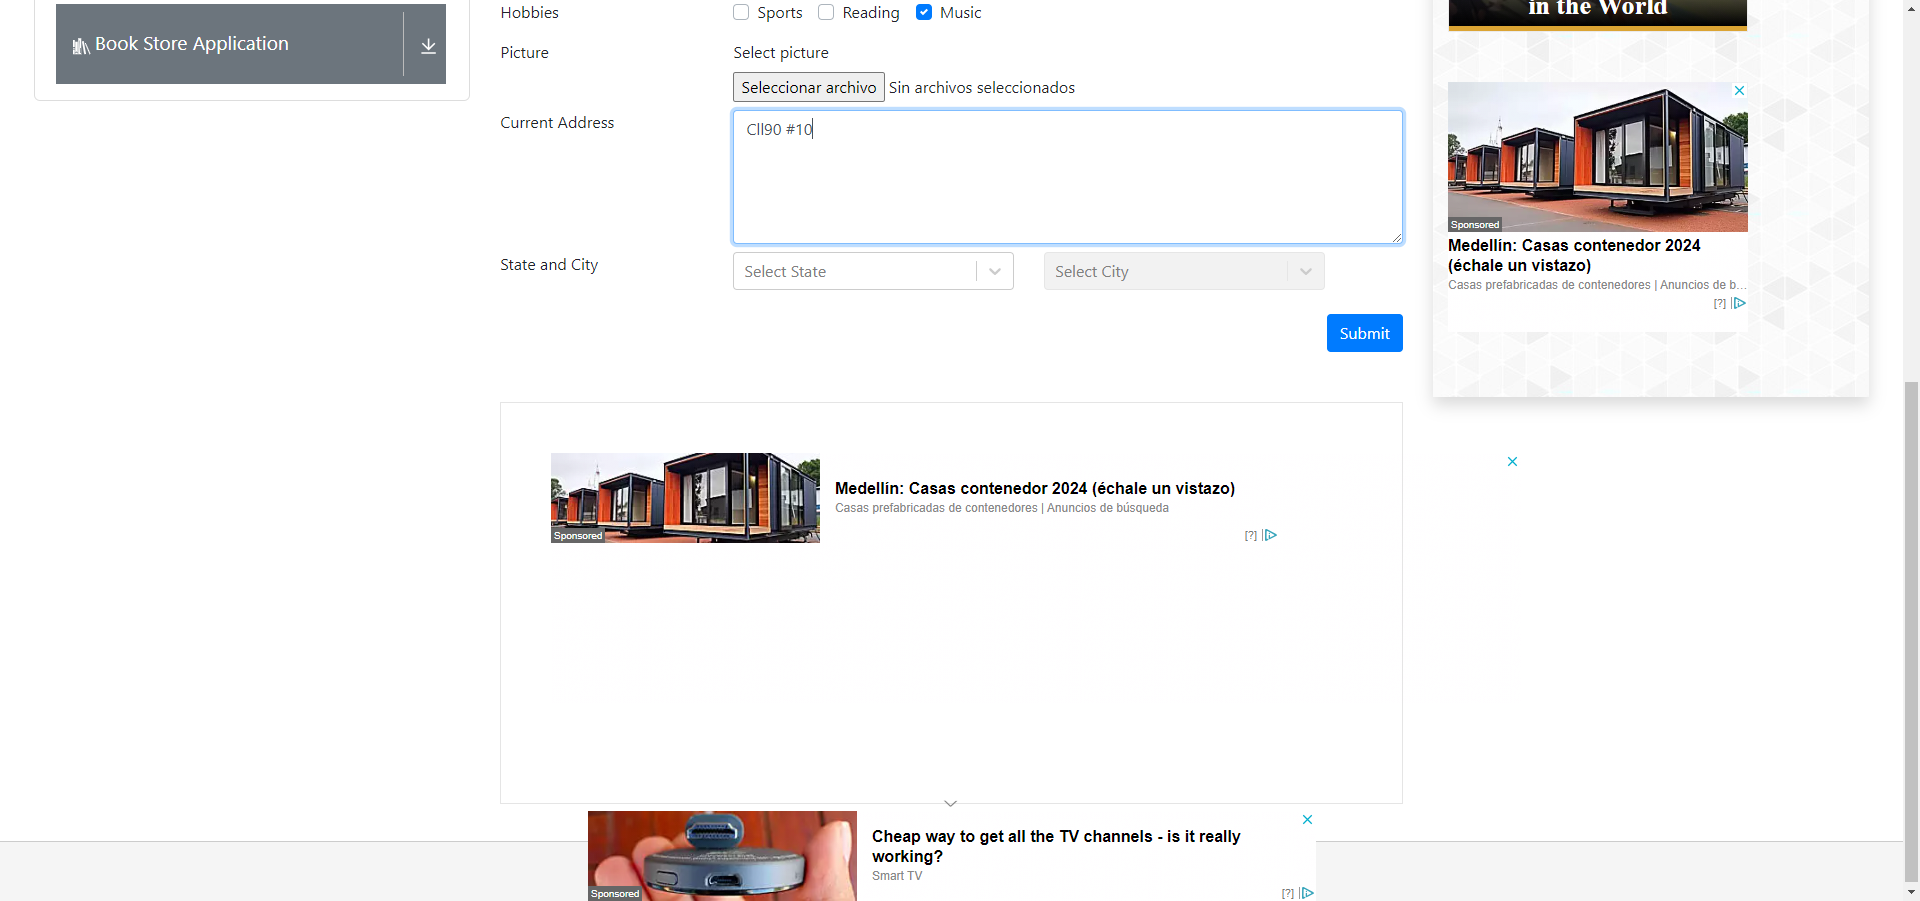 Book Store Application
Hobbies
Sports
Reading
Music
Picture
Select picture
Seleccionar archivo
Sin archivos seleccionados
Current Address
Cll90 #10
State and City
Select State
Select City
Submit
in the World
Sponsored
Medellín: Casas contenedor 2024
(échale un vistazo)
Casas prefabricadas de contenedores | Anuncios de b...
[?]
Sponsored
Medellín: Casas contenedor 2024 (échale un vistazo)
Casas prefabricadas de contenedores | Anuncios de búsqueda
[?]
Sponsored
Cheap way to get all the TV channels - is it really
working?
Smart TV
[?]